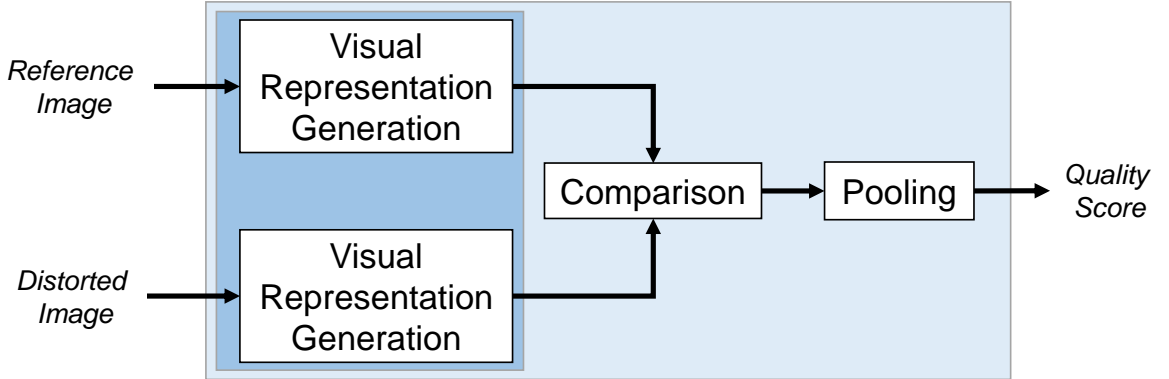 Reference
Image
Visual
Representation
Generation
Comparison
Pooling
Quality
Score
Distorted
Image
Visual
Representation
Generation